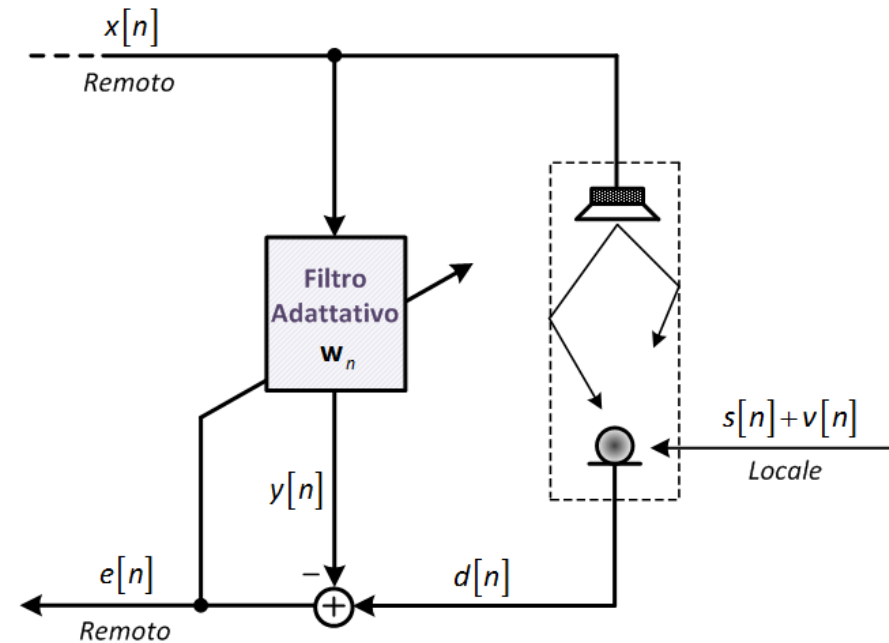 x[n]
Remoto
Filtro
Adattativo
w_n
s[n]+v[n]
Locale
y[n]
−
e[n]
d[n]
+
Remoto